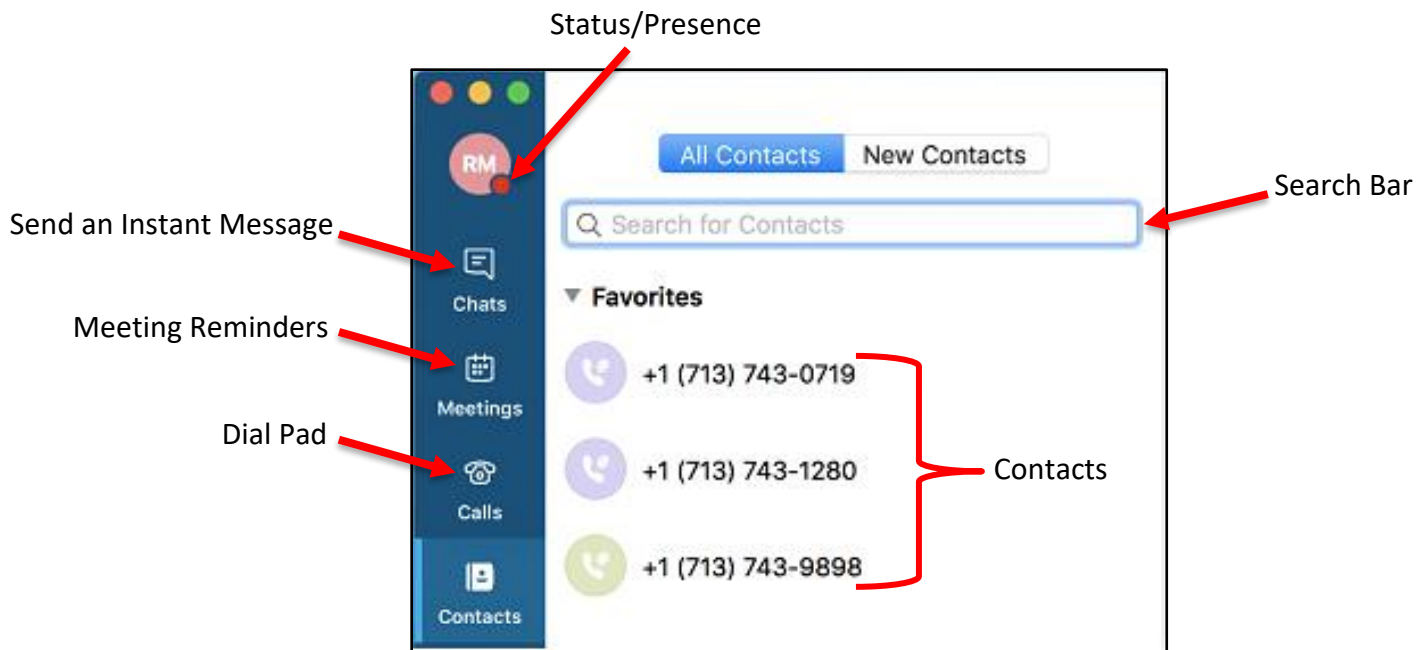 Status/Presence
RM
All Contacts New Contacts
Search Bar
Search for Contacts
Send an Instant Message
Chats
Favorites
Meeting Reminders
Meetings
+1 (713) 743-0719
Dial Pad
Calls
+1 (713) 743-1280
Contacts
+1 (713) 743-9898
Contacts